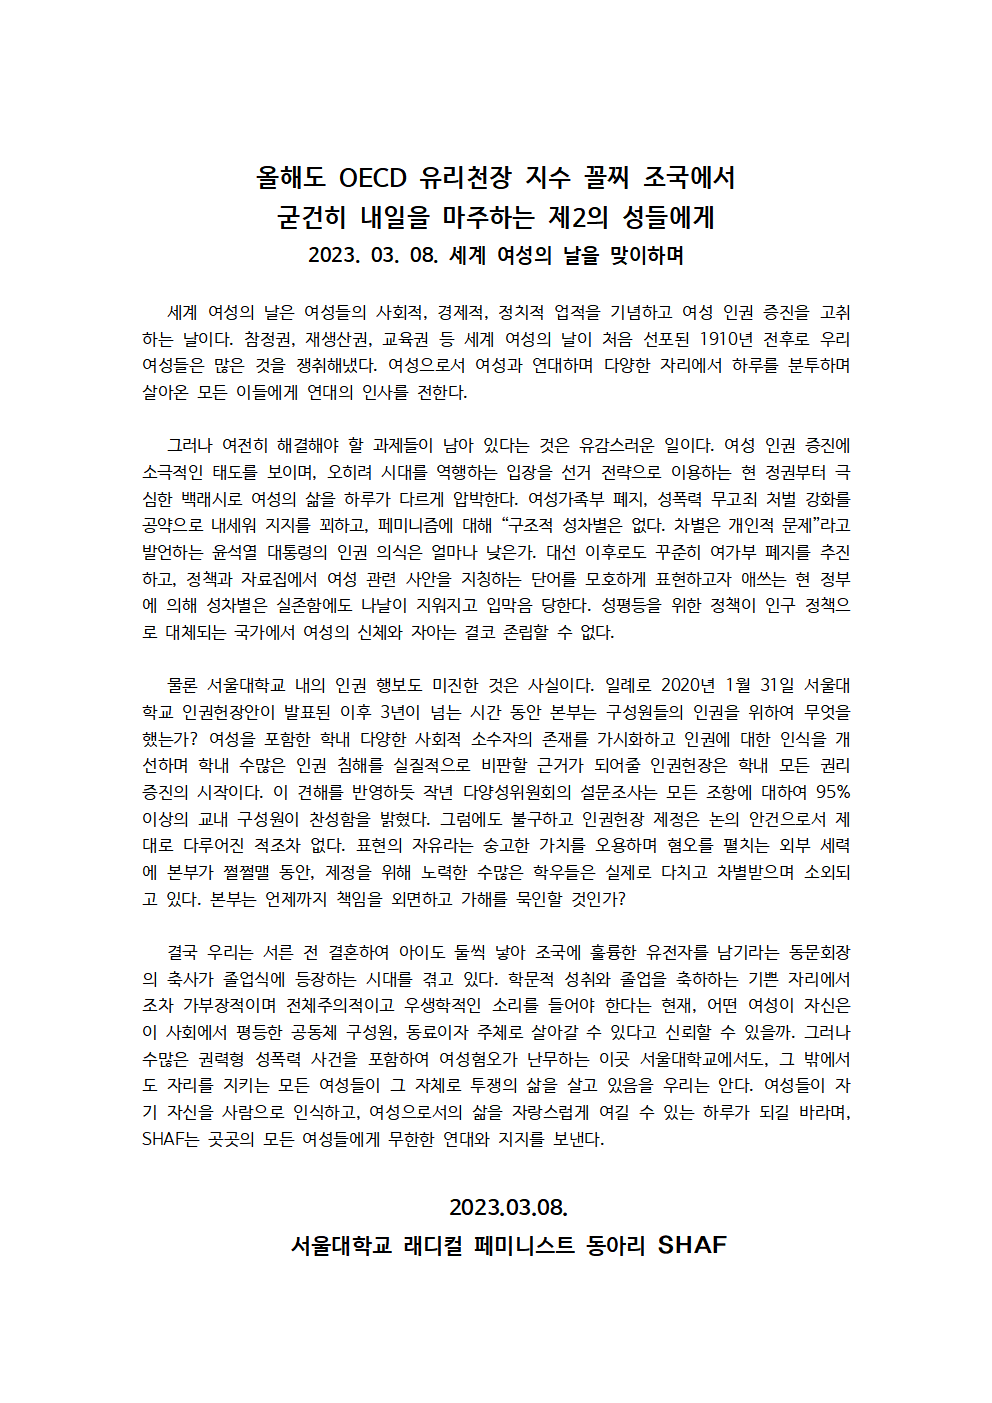 올해도 OECD 유리천장 지수 꼴찌 조국에서
굳건히 내일을 마주하는 제2의 성들에게
2023. 03. 08. 세계 여성의 날을 맞이하며
세계 여성의 날은 여성들의 사회적, 경제적, 정치적 업적을 기념하고 여성 인권 증진을 고취
하는 날이다. 참정권, 재생산권, 교육권 등 세계 여성의 날이 처음 선포된 1910년 전후로 우리
여성들은 많은 것을 쟁취해냈다. 여성으로서 여성과 연대하며 다양한 자리에서 하루를 분투하며
살아온 모든 이들에게 연대의 인사를 전한다.
그러나 여전히 해결해야 할 과제들이 남아 있다는 것은 유감스러운 일이다. 여성 인권 증진에
소극적인 태도를 보이며, 오히려 시대를 역행하는 입장을 선거 전략으로 이용하는 현 정권부터 극
심한 백래시로 여성의 삶을 하루가 다르게 압박한다. 여성가족부 폐지, 성폭력 무고죄 처벌 강화를
공약으로 내세워 지지를 꾀하고, 페미니즘에 대해 “구조적 성차별은 없다. 차별은 개인적 문제”라고
발언하는 윤석열 대통령의 인권 의식은 얼마나 낮은가. 대선 이후로도 꾸준히 여가부 폐지를 추진
하고, 정책과 자료집에서 여성 관련 사안을 지칭하는 단어를 모호하게 표현하고자 애쓰는 현 정부
에 의해 성차별은 실존함에도 나날이 지워지고 입막음 당한다. 성평등을 위한 정책이 인구 정책으
로 대체되는 국가에서 여성의 신체와 자아는 결코 존립할 수 없다.
물론 서울대학교 내의 인권 행보도 미진한 것은 사실이다. 일례로 2020년 1월 31일 서울대
학교 인권헌장안이 발표된 이후 3년이 넘는 시간 동안 본부는 구성원들의 인권을 위하여 무엇을
했는가? 여성을 포함한 학내 다양한 사회적 소수자의 존재를 가시화하고 인권에 대한 인식을 개
선하며 학내 수많은 인권 침해를 실질적으로 비판할 근거가 되어줄 인권헌장은 학내 모든 권리
증진의 시작이다. 이 견해를 반영하듯 작년 다양성위원회의 설문조사는 모든 조항에 대하여 95%
이상의 교내 구성원이 찬성함을 밝혔다. 그럼에도 불구하고 인권헌장 제정은 논의 안건으로서 제
대로 다루어진 적조차 없다. 표현의 자유라는 숭고한 가치를 오용하며 혐오를 펼치는 외부 세력
에 본부가 쩔쩔맬 동안, 제정을 위해 노력한 수많은 학우들은 실제로 다치고 차별받으며 소외되
고 있다. 본부는 언제까지 책임을 외면하고 가해를 묵인할 것인가?
결국 우리는 서른 전 결혼하여 아이도 둘씩 낳아 조국에 훌륭한 유전자를 남기라는 동문회장
의 축사가 졸업식에 등장하는 시대를 겪고 있다. 학문적 성취와 졸업을 축하하는 기쁜 자리에서
조차 가부장적이며 전체주의적이고 우생학적인 소리를 들어야 한다는 현재, 어떤 여성이 자신은
이 사회에서 평등한 공동체 구성원, 동료이자 주체로 살아갈 수 있다고 신뢰할 수 있을까. 그러나
수많은 권력형 성폭력 사건을 포함하여 여성혐오가 난무하는 이곳 서울대학교에서도, 그 밖에서
도 자리를 지키는 모든 여성들이 그 자체로 투쟁의 삶을 살고 있음을 우리는 안다. 여성들이 자
기 자신을 사람으로 인식하고, 여성으로서의 삶을 자랑스럽게 여길 수 있는 하루가 되길 바라며,
SHAF는 곳곳의 모든 여성들에게 무한한 연대와 지지를 보낸다.
2023.03.08.
서울대학교 래디컬 페미니스트 동아리 SHAF